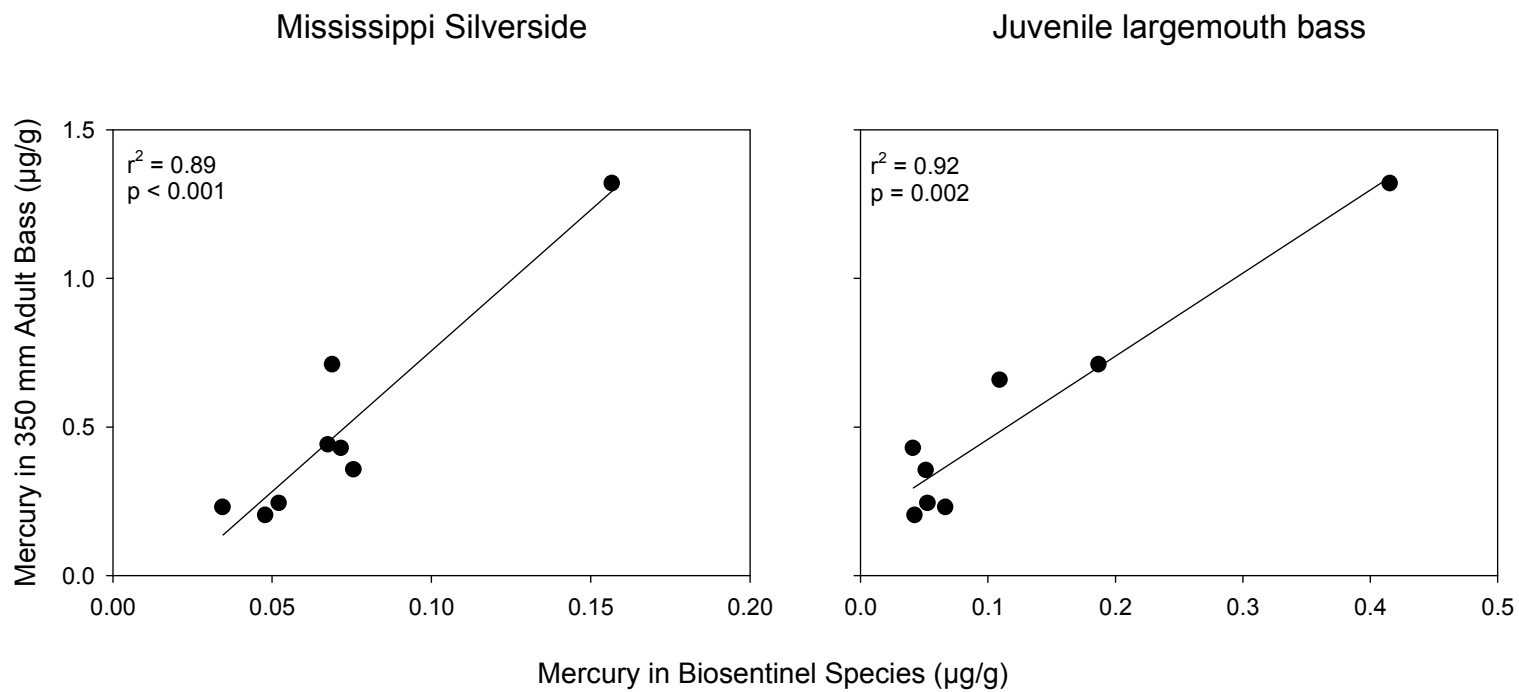 Mississippi Silverside
Juvenile largemouth bass
Mercury in 350 mm Adult Bass (µg/g)
1.5
1.0
0.5
0.0
r² = 0.89
p < 0.001
0.00 0.05 0.10 0.15 0.20
r² = 0.92
p = 0.002
0.0 0.1 0.2 0.3 0.4 0.5
Mercury in Biosentinel Species (µg/g)